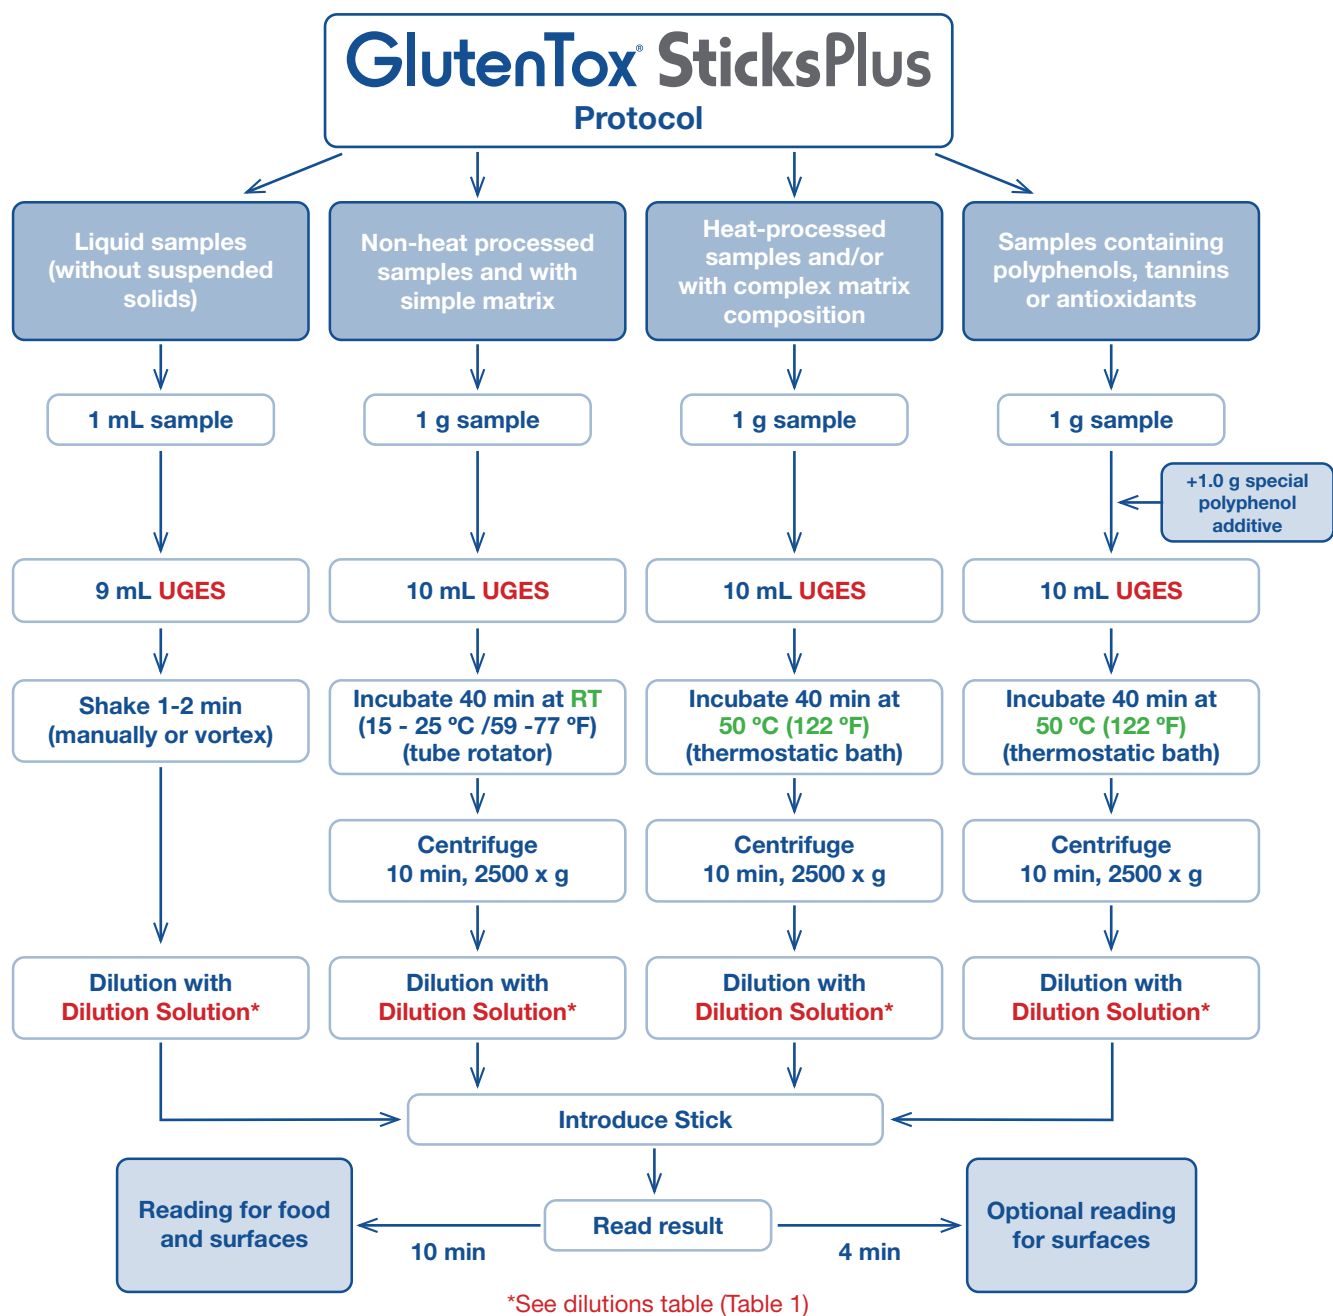 GlutenTox® SticksPlus
Protocol
Liquid samples
(without suspended
solids)
Non-heat processed
samples and with
simple matrix
Heat-processed
samples and/or
with complex matrix
composition
Samples containing
polyphenols, tannins
or antioxidants
1 mL sample
1 g sample
1 g sample
1 g sample
+1.0 g special
polyphenol
additive
9 mL UGES
10 mL UGES
10 mL UGES
10 mL UGES
Shake 1-2 min
(manually or vortex)
Incubate 40 min at RT
(15 - 25 ºC /59 -77 ºF)
(tube rotator)
Incubate 40 min at
50 ºC (122 ºF)
(thermostatic bath)
Incubate 40 min at
50 ºC (122 ºF)
(thermostatic bath)
Centrifuge
10 min, 2500 x g
Centrifuge
10 min, 2500 x g
Centrifuge
10 min, 2500 x g
Dilution with
Dilution Solution*
Dilution with
Dilution Solution*
Dilution with
Dilution Solution*
Dilution with
Dilution Solution*
Introduce Stick
Reading for food
and surfaces
10 min
Read result
4 min
Optional reading
for surfaces
*See dilutions table (Table 1)